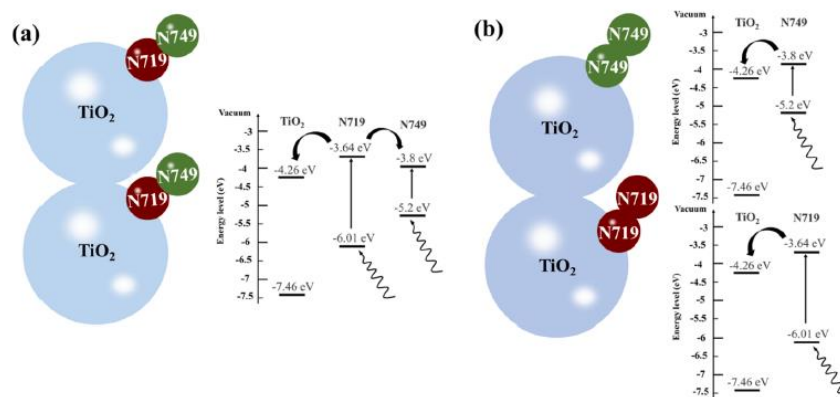 (a)
N749
N719
TiO2
N749
N719
TiO2
Vacuum
TiO2 N719 N749
Energy level (eV)
-3
-3.5
-4
-4.5
-5
-5.5
-6
-6.5
-7
-7.5
-3.64 eV
-3.8 eV
-4.26 eV
-5.2 eV
-6.01 eV
-7.46 eV
(b)
N749
N749
TiO2
N719
N719
TiO2
Vacuum
TiO2 N749
Energy level (eV)
-3
-3.5
-4
-4.5
-5
-5.5
-6
-6.5
-7
-7.5
-3.8 eV
-4.26 eV
-5.2 eV
-7.46 eV
Vacuum
TiO2 N719
Energy level (eV)
-3
-3.5
-4
-4.5
-5
-5.5
-6
-6.5
-7
-7.5
-3.64 eV
-4.26 eV
-6.01 eV
-7.46 eV